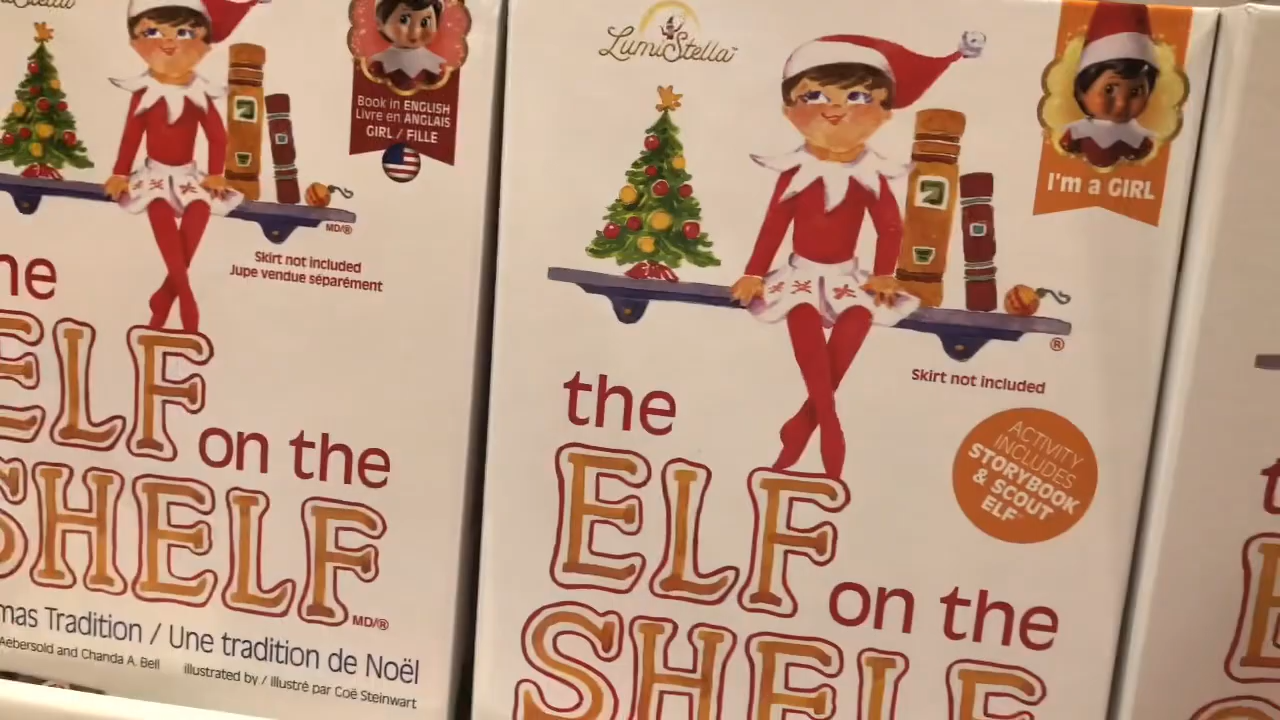 Book in ENGLISH
Livre en ANGLAIS
GIRL / FILLE
MD/®
Skirt not included
Jupe vendue séparément
ELF
on the
SHELF
MD/®
Tradition / Une tradition de Noël
Aebersold and Chanda A. Bell
illustrated by / illustré par Coë Steinwart
LumiStella
I'm a GIRL
®
Skirt not included
the
ELF
on the
SHELF
ACTIVITY
INCLUDES
STORYBOOK
& SCOUT
ELF